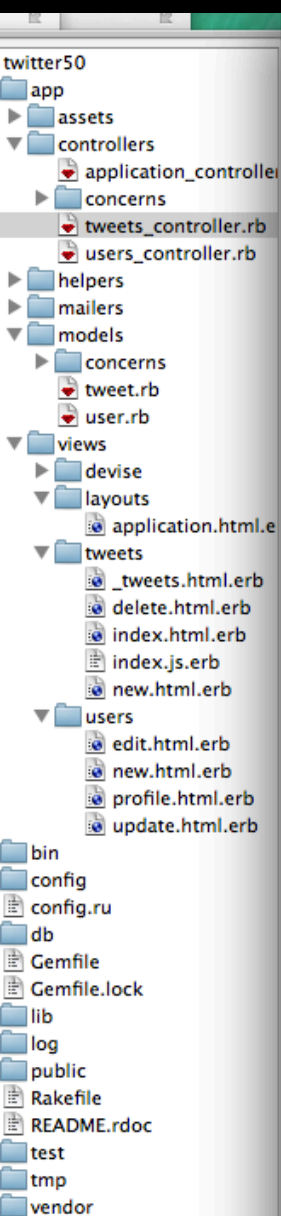 twitter50
app
assets
controllers
application_controller
concerns
tweets_controller.rb
users_controller.rb
helpers
mailers
models
concerns
tweet.rb
user.rb
views
devise
layouts
application.html.e
tweets
_tweets.html.erb
delete.html.erb
index.html.erb
index.js.erb
new.html.erb
users
edit.html.erb
new.html.erb
profile.html.erb
update.html.erb
bin
config
config.ru
db
Gemfile
Gemfile.lock
lib
log
public
Rakefile
README.rdoc
test
tmp
vendor